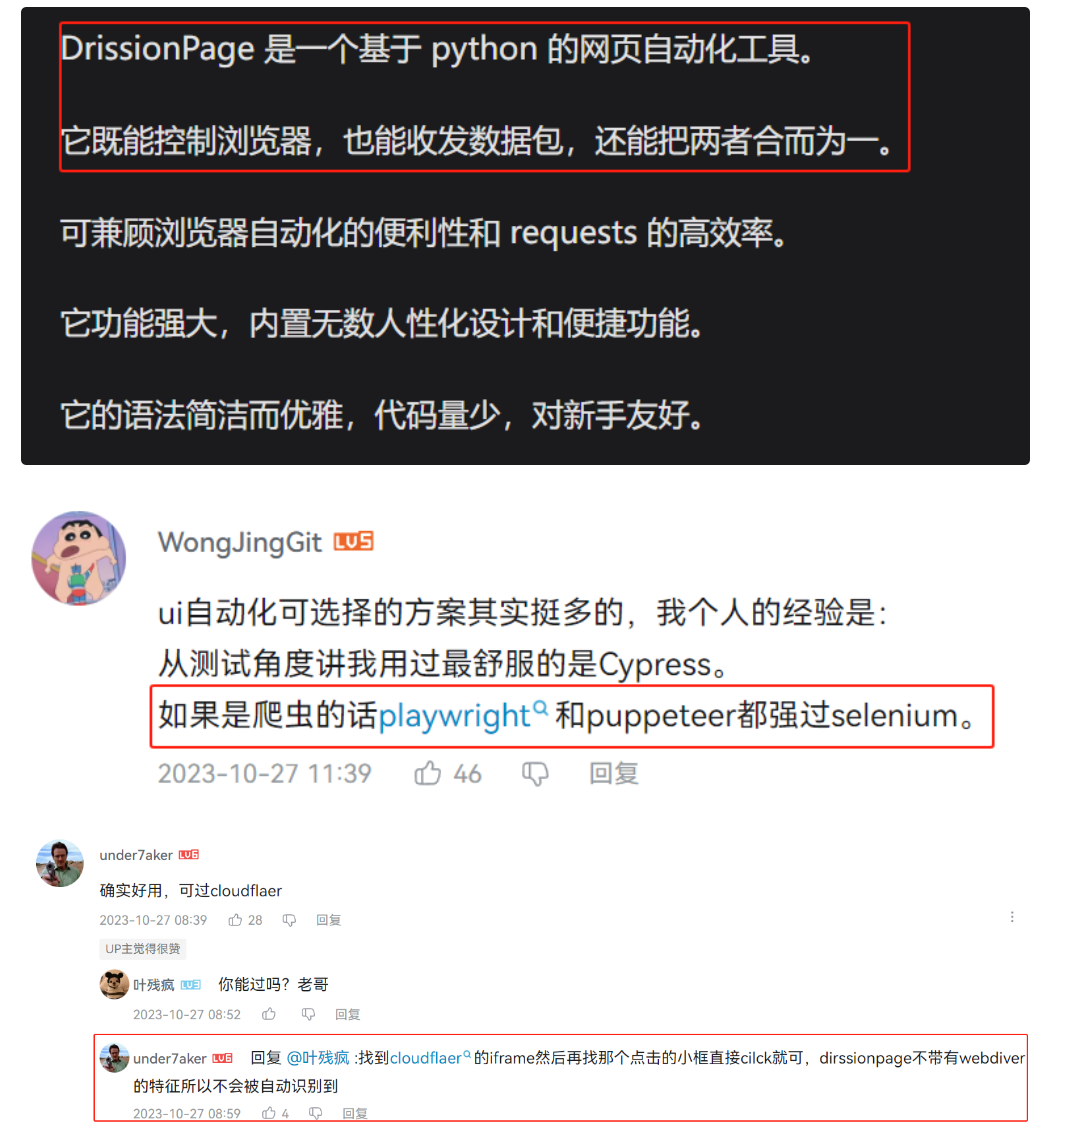 DrissionPage 是一个基于 python 的网页自动化工具。
它既能控制浏览器，也能收发数据包，还能把两者合而为一。
可兼顾浏览器自动化的便利性和 requests 的高效率。
它功能强大，内置无数人性化设计和便捷功能。
它的语法简洁而优雅，代码量少，对新手友好。
WongJingGit LV5
ui自动化可选择的方案其实挺多的，我个人的经验是：
从测试角度讲我用过最舒服的是Cypress。
如果是爬虫的话playwright和puppeteer都强过selenium。
2023-10-27 11:39 46 回复
under7aker LV6
确实好用，可过cloudflaer
2023-10-27 08:39 28 回复
UP主觉得很赞
叶残疯 LV3 你能过吗？老哥
2023-10-27 08:52 回复
under7aker LV6 回复 @叶残疯 :找到cloudflaer的iframe然后再找那个点击的小框直接cilck就可，dirssionpage不带有webdiver
的特征所以不会被自动识别到
2023-10-27 08:59 4 回复